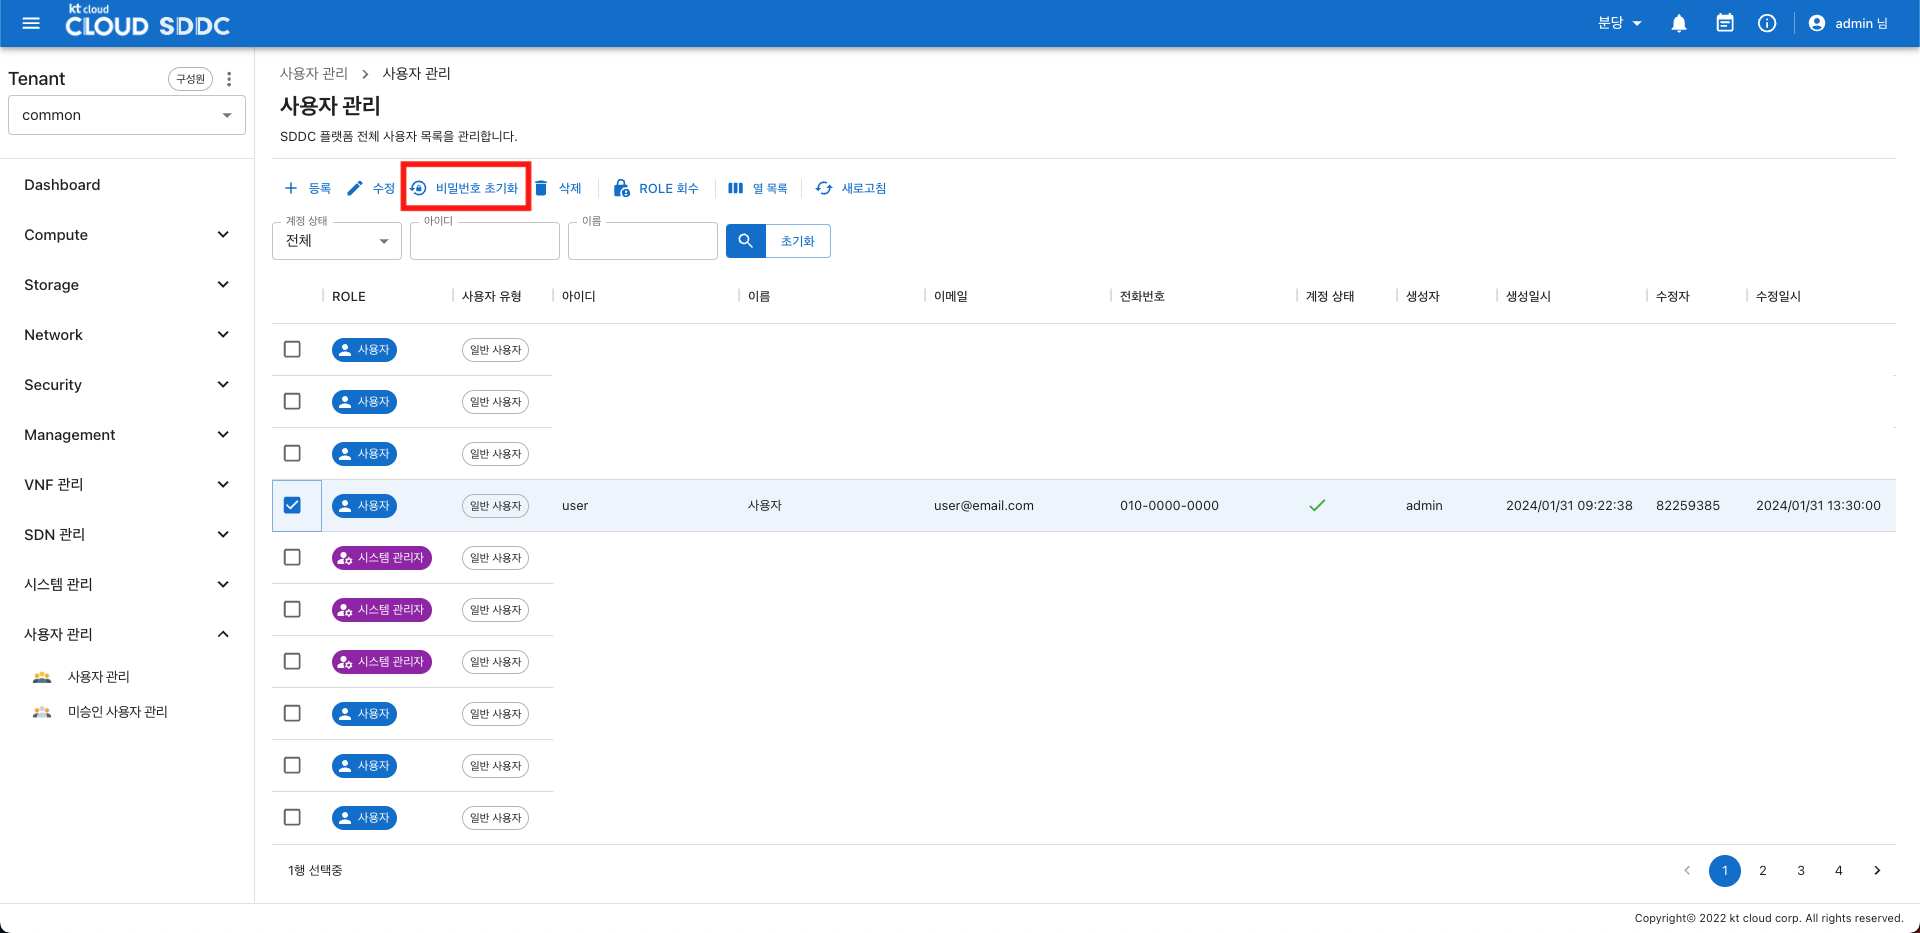 kt cloud
CLOUD SDDC
분당
admin 님
Tenant
구성원
common
Dashboard
Compute
Storage
Network
Security
Management
VNF 관리
SDN 관리
시스템 관리
사용자 관리
사용자 관리
미승인 사용자 관리
사용자 관리 > 사용자 관리
사용자 관리
SDDC 플랫폼 전체 사용자 목록을 관리합니다.
등록 수정 비밀번호 초기화 삭제 ROLE 회수 열 목록 새로고침
계정 상태 아이디 이름
전체 초기화
ROLE 사용자 유형 아이디 이름 이메일 전화번호 계정 상태 생성자 생성일시 수정자 수정일시
사용자 일반 사용자
사용자 일반 사용자
사용자 일반 사용자
사용자 일반 사용자 user 사용자 user@email.com 010-0000-0000 admin 2024/01/31 09:22:38 82259385 2024/01/31 13:30:00
시스템 관리자 일반 사용자
시스템 관리자 일반 사용자
시스템 관리자 일반 사용자
사용자 일반 사용자
사용자 일반 사용자
사용자 일반 사용자
1행 선택중
1 2 3 4
Copyright© 2022 kt cloud corp. All rights reserved.